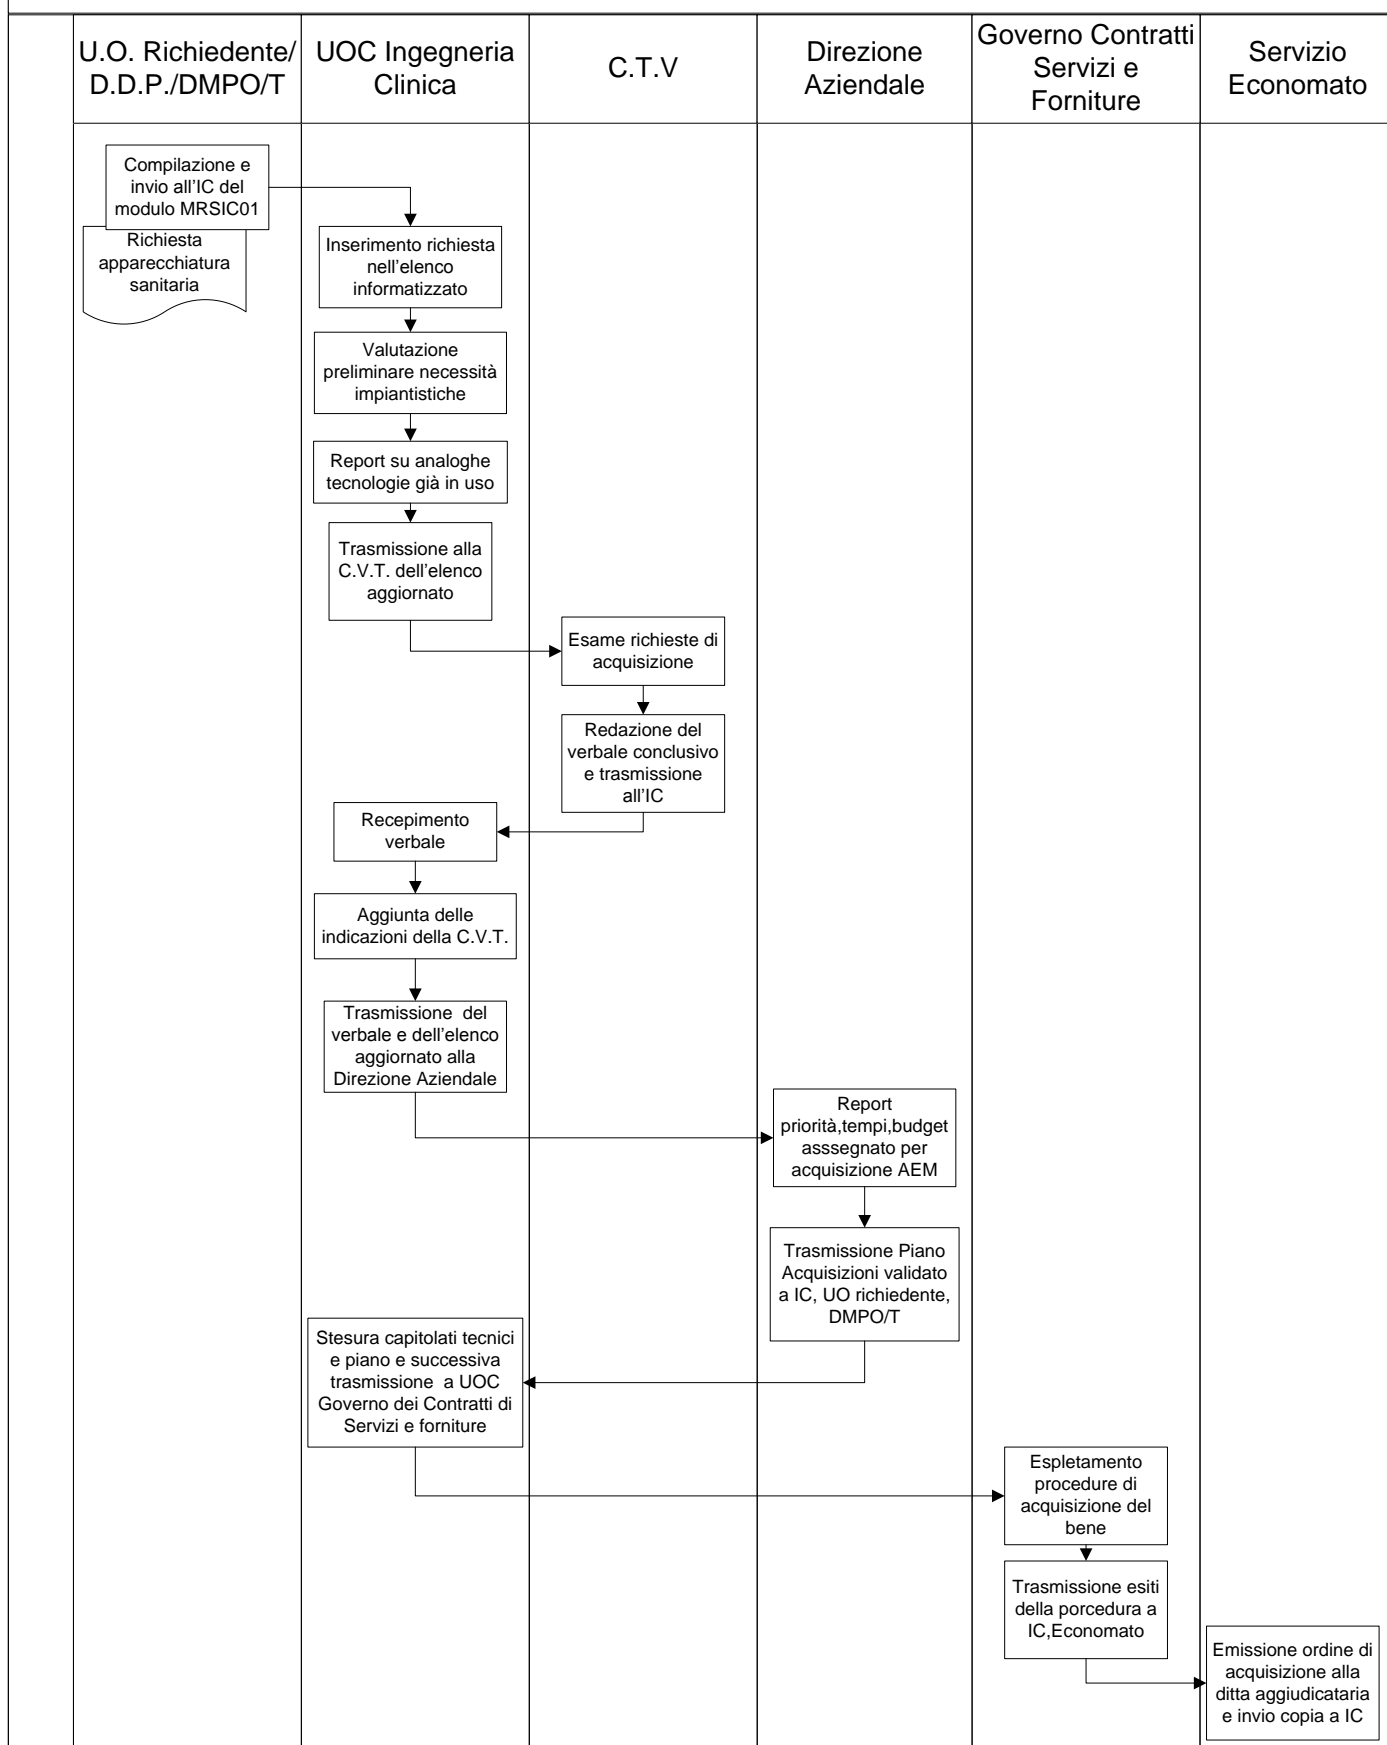 U.O. Richiedente/
D.D.P./DMPO/T
UOC Ingegneria
Clinica
C.T.V
Direzione
Aziendale
Governo Contratti
Servizi e
Forniture
Servizio
Economato
Compilazione e
invio all’IC del
modulo MRSIC01
Richiesta
apparecchiatura
sanitaria
Inserimento richiesta
nell’elenco
informatizzato
Valutazione
preliminare necessità
impiantistiche
Report su analoghe
tecnologie già in uso
Trasmissione alla
C.V.T. dell’elenco
aggiornato
Esame richieste di
acquisizione
Redazione del
verbale conclusivo
e trasmissione
all’IC
Recepimento
verbale
Aggiunta delle
indicazioni della C.V.T.
Trasmissione del
verbale e dell’elenco
aggiornato alla
Direzione Aziendale
Report
priorità,tempi,budget
asssegnato per
acquisizione AEM
Trasmissione Piano
Acquisizioni validato
a IC, UO richiedente,
DMPO/T
Stesura capitolati tecnici
e piano e successiva
trasmissione a UOC
Governo dei Contratti di
Servizi e forniture
Espletamento
procedure di
acquisizione del
bene
Trasmissione esiti
della porcedura a
IC,Economato
Emissione ordine di
acquisizione alla
ditta aggiudicataria
e invio copia a IC